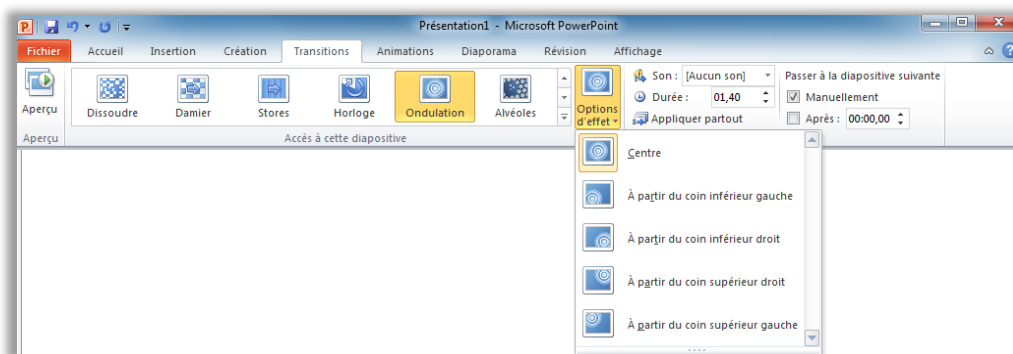 Présentation1 - Microsoft PowerPoint
Fichier Accueil Insertion Création Transitions Animations Diaporama Révision Affichage
Aperçu
Dissoudre Damier Stores Horloge Ondulation Alvéoles
Options d'effet
Son : [Aucun son]
Durée : 01,40
Appliquer partout
Passer à la diapositive suivante
Manuellement
Après : 00:00,00
Aperçu Accès à cette diapositive
Centre
À partir du coin inférieur gauche
À partir du coin inférieur droit
À partir du coin supérieur droit
À partir du coin supérieur gauche